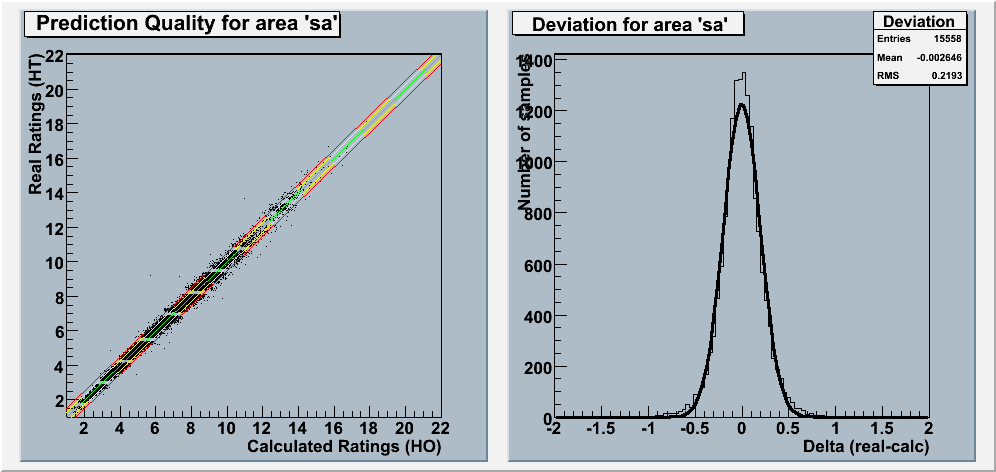 Prediction Quality for area 'sa'
Real Ratings (HT)
22
20
18
16
14
12
10
8
6
4
2
2 4 6 8 10 12 14 16 18 20 22
Calculated Ratings (HO)
Deviation for area 'sa'
Deviation
Entries 15558
Mean -0.002646
RMS 0.2193
Number of samples
1400
1200
1000
800
600
400
200
0
-2 -1.5 -1 -0.5 0 0.5 1 1.5 2
Delta (real-calc)